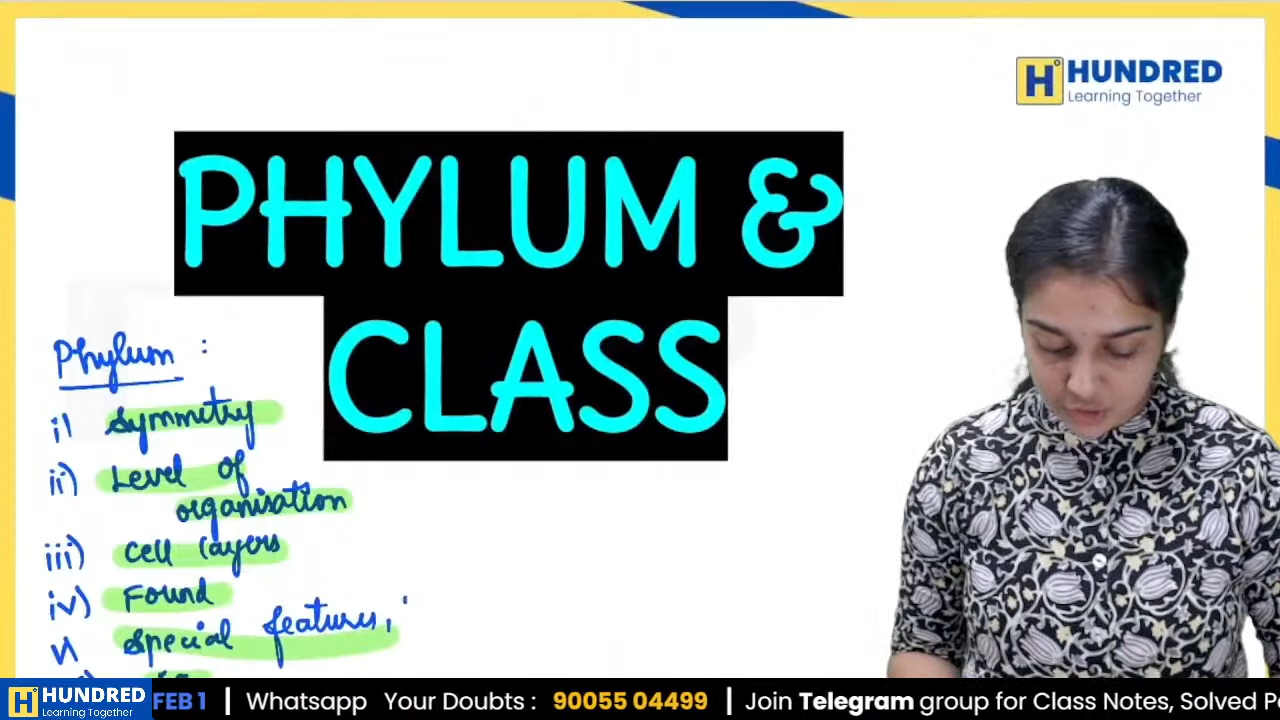 HUNDRED
Learning Together
PHYLUM &
CLASS
Phylum :
i) Symmetry
ii) Level of
organisation
iii) Cell layers
iv) Found
v) Special features,
HUNDRED
Learning Together
FEB 1 | Whatsapp Your Doubts : 90055 04499 | Join Telegram group for Class Notes, Solved P